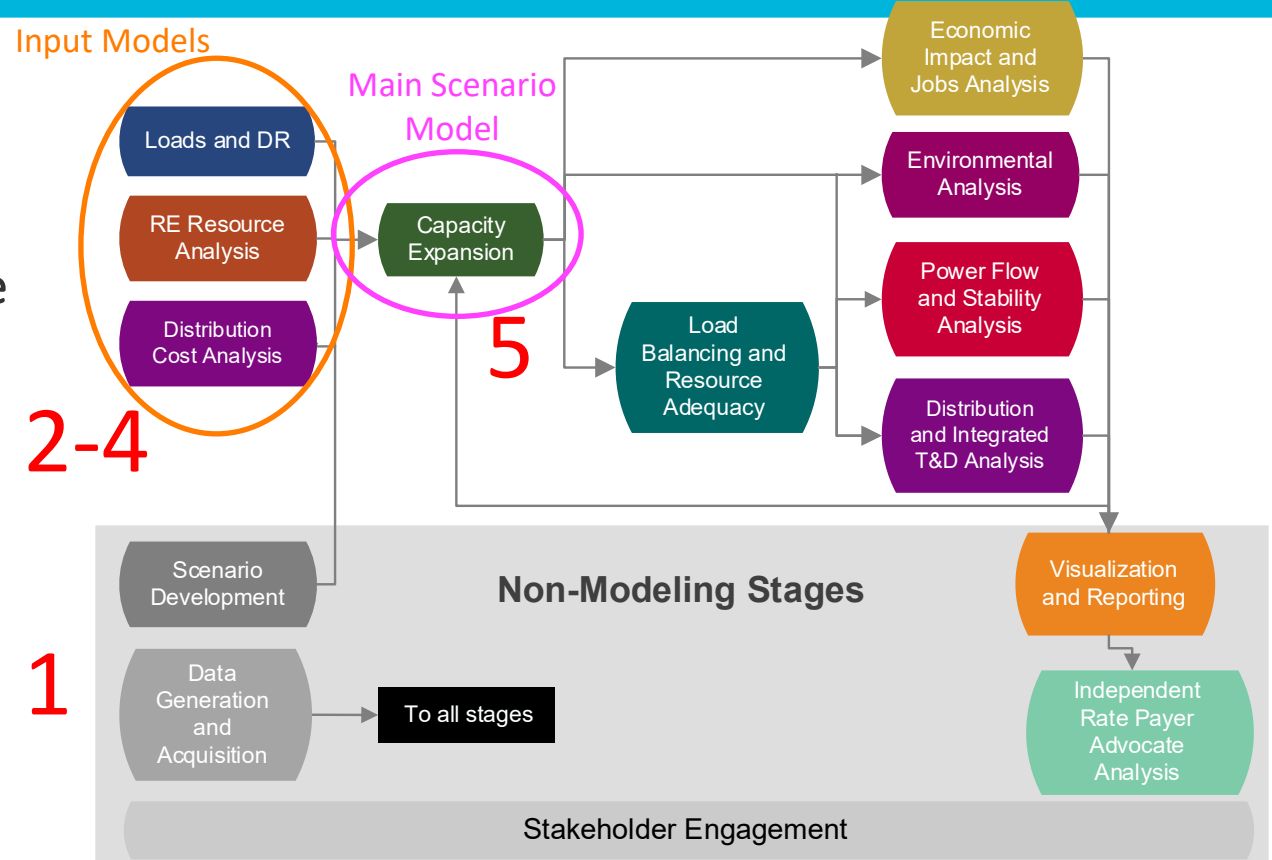 Input Models
Main Scenario
Model
Loads and DR
RE Resource
Analysis
Distribution
Cost Analysis
2-4
e
Capacity
Expansion
5
Load
Balancing and
Resource
Adequacy
Economic
Impact and
Jobs Analysis
Environmental
Analysis
Power Flow
and Stability
Analysis
Distribution
and Integrated
T&D Analysis
Scenario
Development
Non-Modeling Stages
Visualization
and Reporting
1
Data
Generation
and
Acquisition
To all stages
Independent
Rate Payer
Advocate
Analysis
Stakeholder Engagement